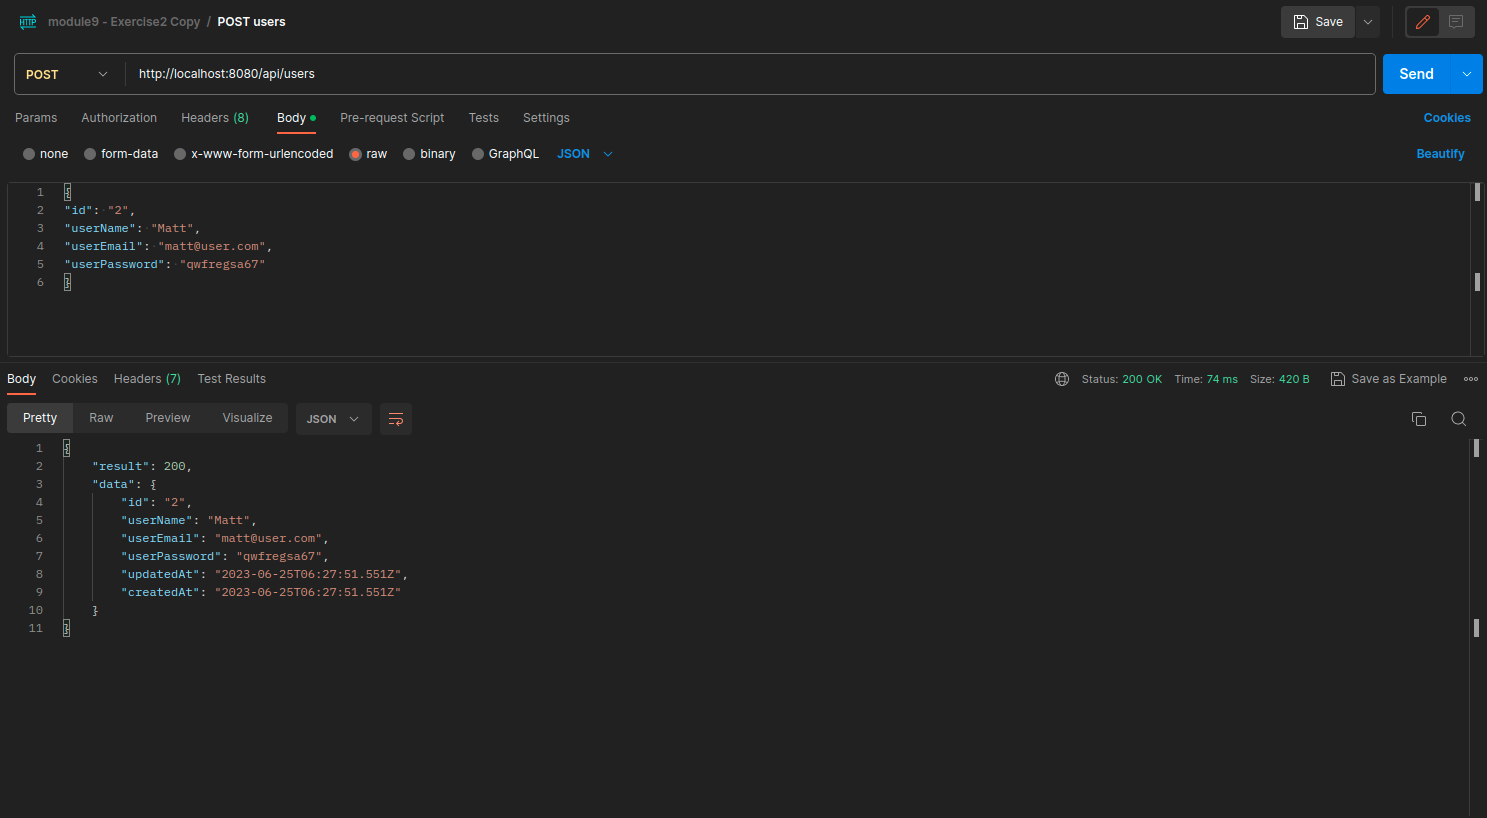 HTTP module9 - Exercise2 Copy / POST users Save
POST http://localhost:8080/api/users Send
Params Authorization Headers (8) Body Pre-request Script Tests Settings Cookies
none form-data x-www-form-urlencoded raw binary GraphQL JSON Beautify
1 {
2 "id": "2",
3 "userName": "Matt",
4 "userEmail": "matt@user.com",
5 "userPassword": "qwfregsa67"
6 }
Body Cookies Headers (7) Test Results Status: 200 OK Time: 74 ms Size: 420 B Save as Example
Pretty Raw Preview Visualize JSON
1 {
2 "result": 200,
3 "data": {
4 "id": "2",
5 "userName": "Matt",
6 "userEmail": "matt@user.com",
7 "userPassword": "qwfregsa67",
8 "updatedAt": "2023-06-25T06:27:51.551Z",
9 "createdAt": "2023-06-25T06:27:51.551Z"
10 }
11 }